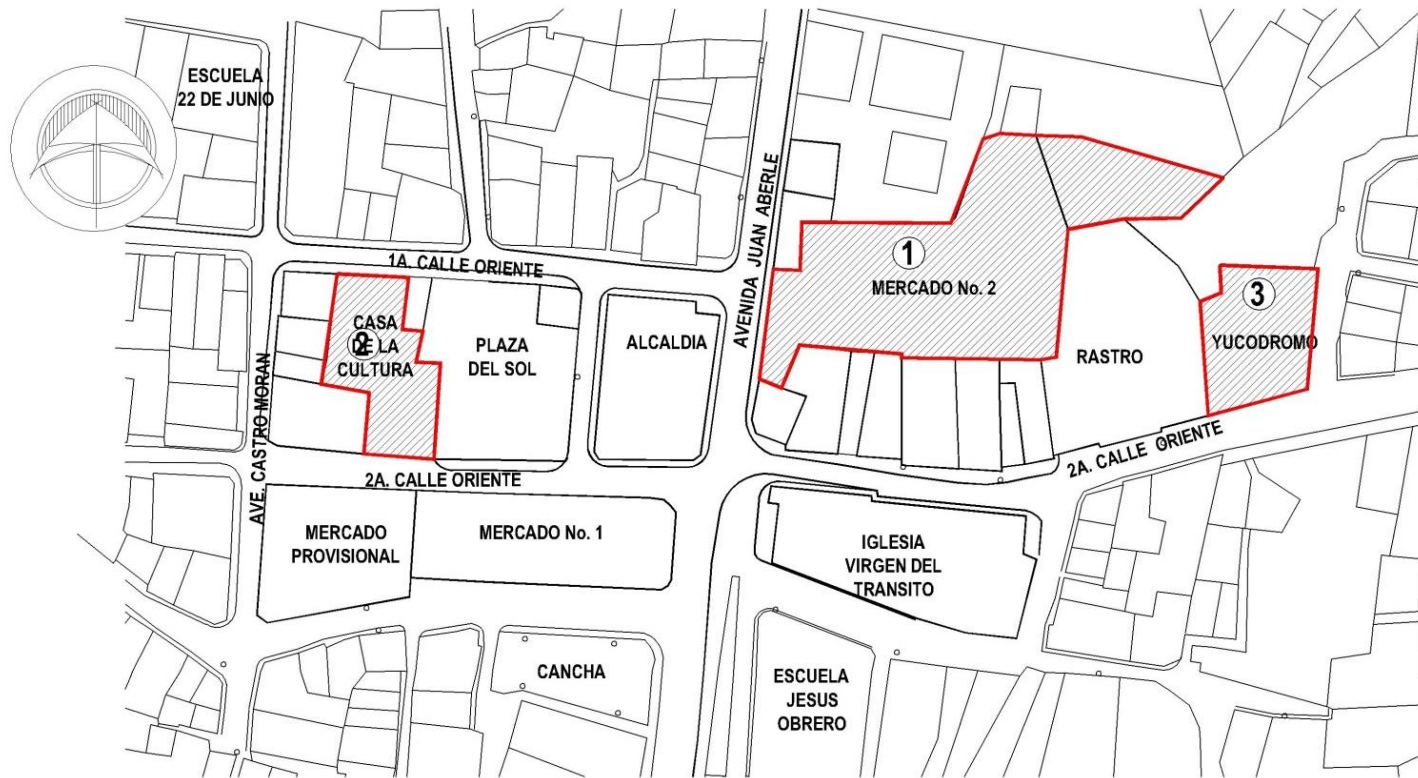 ESCUELA
22 DE JUNIO
AVENIDA JUAN ABERLE
1A. CALLE ORIENTE
1
MERCADO No. 2
3
YUCODROMO
CASA
DE LA
CULTURA
2
PLAZA
DEL SOL
ALCALDIA
RASTRO
AVE. CASTRO MORAN
2A. CALLE ORIENTE
2A. CALLE ORIENTE
MERCADO
PROVISIONAL
MERCADO No. 1
IGLESIA
VIRGEN DEL
TRANSITO
CANCHA
ESCUELA
JESUS
OBRERO